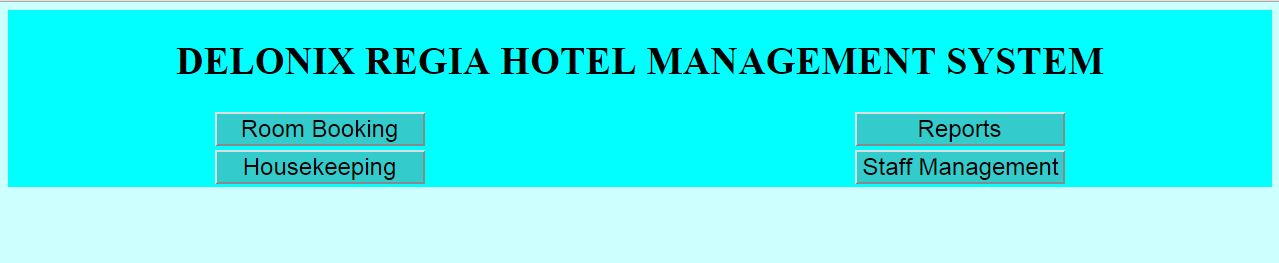 DELONIX REGIA HOTEL MANAGEMENT SYSTEM
Room Booking
Reports
Housekeeping
Staff Management